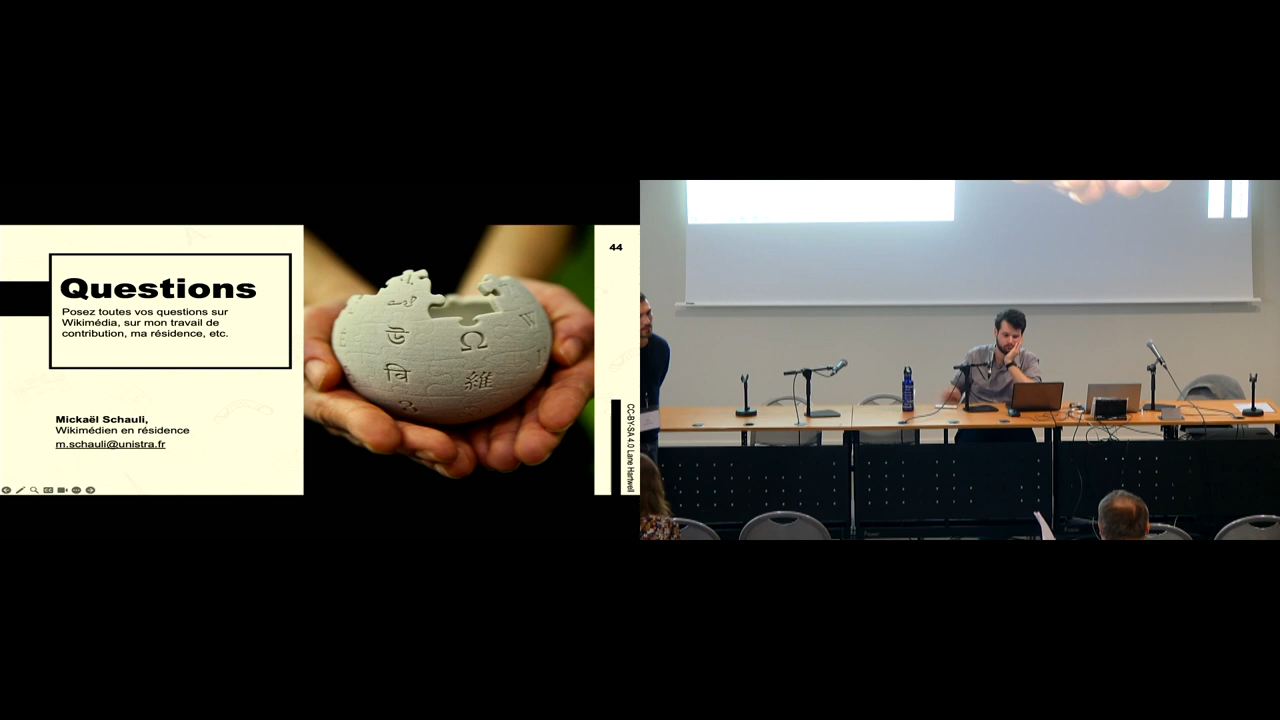 44
Questions
Posez toutes vos questions sur
Wikimédia, sur mon travail de
contribution, ma résidence, etc.
Ω
W
वि
維
Mickaël Schauli,
Wikimédien en résidence
m.schauli@unistra.fr
CC-BY-SA 4.0 Lane Hartwell